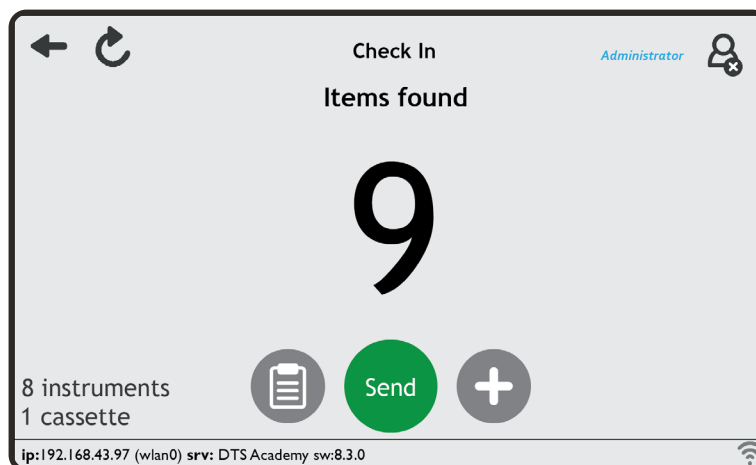 Check In
Administrator
Items found
9
8 instruments
1 cassette
Send
ip:192.168.43.97 (wlan0) srv: DTS Academy sw:8.3.0